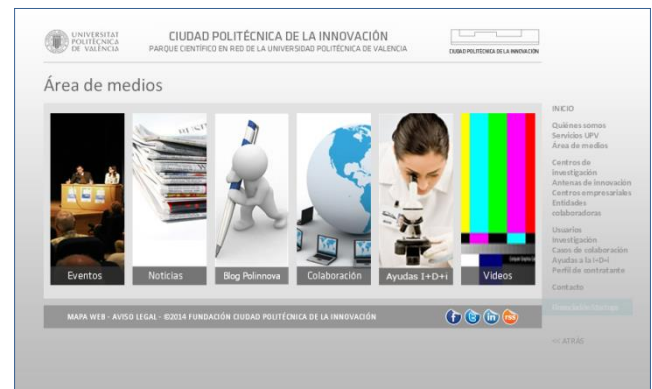 UNIVERSITAT
POLITÈCNICA
DE VALÈNCIA
CIUDAD POLITÉCNICA DE LA INNOVACIÓN
PARQUE CIENTÍFICO EN RED DE LA UNIVERSIDAD POLITÉCNICA DE VALENCIA
CIUDAD POLITÉCNICA DE LA INNOVACIÓN
Área de medios
Eventos
Noticias
Blog Polinnova
Colaboración
Ayudas I+D+i
Vídeos
INICIO
Quiénes somos
Servicios UPV
Área de medios
Centros de
investigación
Antenas de innovación
Centros empresariales
Entidades
colaboradoras
Usuarios
Investigación
Casos de colaboración
Ayudas a la I+D+i
Perfil de contratante
Contacto
<< ATRÁS
MAPA WEB - AVISO LEGAL - ©2014 FUNDACIÓN CIUDAD POLITÉCNICA DE LA INNOVACIÓN
f
in
RSS